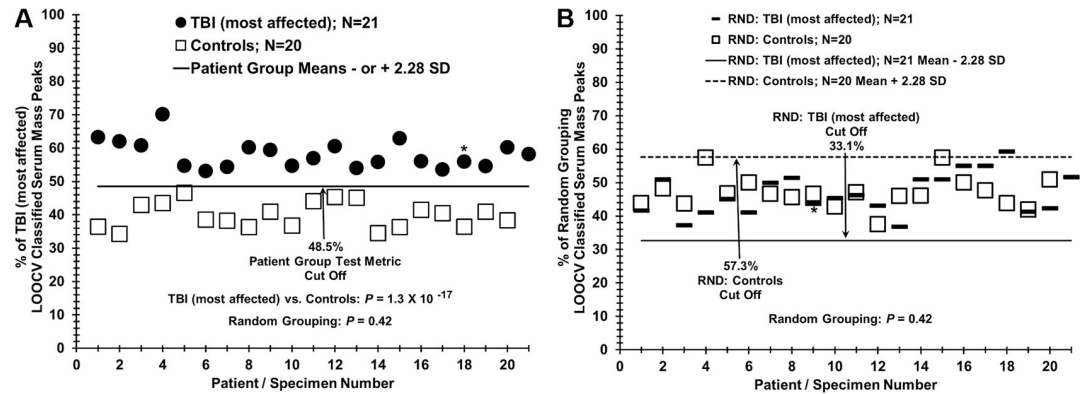 A
% of TBI (most affected)
LOOCV Classified Serum Mass Peaks
100
90
80
70
60
50
40
30
20
10
0
TBI (most affected); N=21
Controls; N=20
Patient Group Means - or + 2.28 SD
*
48.5%
Patient Group Test Metric
Cut Off
TBI (most affected) vs. Controls: P = 1.3 X 10 -17
Random Grouping: P = 0.42
0 2 4 6 8 10 12 14 16 18 20
Patient / Specimen Number
B
% of Random Grouping
LOOCV Classified Serum Mass Peaks
100
90
80
70
60
50
40
30
20
10
0
RND: TBI (most affected); N=21
RND: Controls; N=20
RND: TBI (most affected); N=21 Mean - 2.28 SD
RND: Controls; N=20 Mean + 2.28 SD
RND: TBI (most affected)
Cut Off
33.1%
*
57.3%
RND: Controls
Cut Off
Random Grouping: P = 0.42
0 2 4 6 8 10 12 14 16 18 20
Patient / Specimen Number